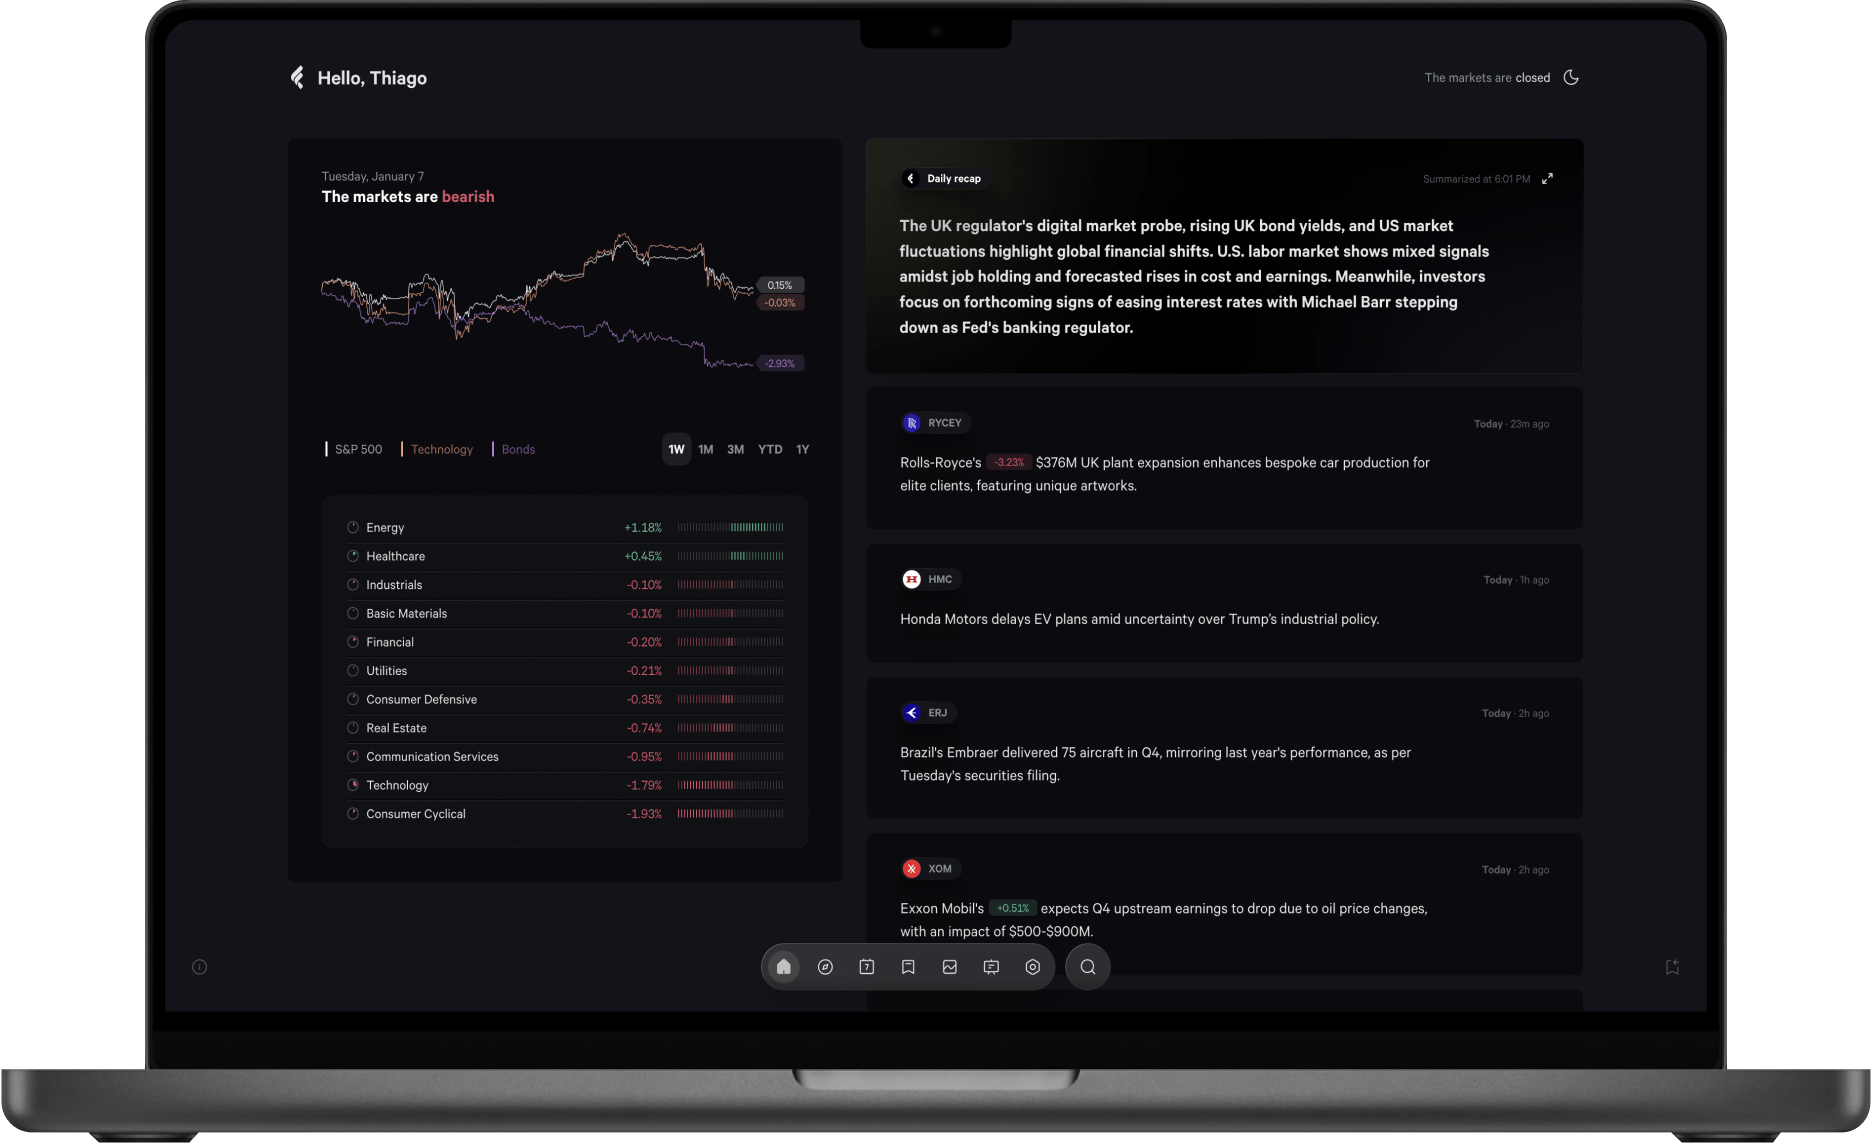 Hello, Thiago
The markets are closed
Tuesday, January 7
The markets are bearish
0.15%
-0.03%
-2.93%
S&P 500
Technology
Bonds
1W 1M 3M YTD 1Y
Energy +1.18%
Healthcare +0.45%
Industrials -0.10%
Basic Materials -0.10%
Financial -0.20%
Utilities -0.21%
Consumer Defensive -0.35%
Real Estate -0.74%
Communication Services -0.95%
Technology -1.79%
Consumer Cyclical -1.93%
Daily recap
Summarized at 6:01 PM
The UK regulator's digital market probe, rising UK bond yields, and US market
fluctuations highlight global financial shifts. U.S. labor market shows mixed signals
amidst job holding and forecasted rises in cost and earnings. Meanwhile, investors
focus on forthcoming signs of easing interest rates with Michael Barr stepping
down as Fed's banking regulator.
RYCEY
Today · 23m ago
Rolls-Royce's -3.23% $376M UK plant expansion enhances bespoke car production for
elite clients, featuring unique artworks.
HMC
Today · 1h ago
Honda Motors delays EV plans amid uncertainty over Trump’s industrial policy.
ERJ
Today · 2h ago
Brazil's Embraer delivered 75 aircraft in Q4, mirroring last year's performance, as per
Tuesday's securities filing.
XOM
Today · 2h ago
Exxon Mobil's +0.51% expects Q4 upstream earnings to drop due to oil price changes,
with an impact of $500-$900M.
7